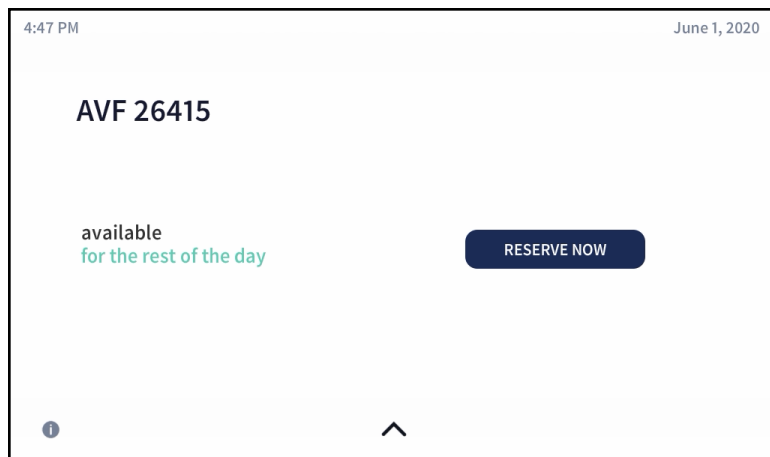 4:47 PM
June 1, 2020
AVF 26415
available
for the rest of the day
RESERVE NOW
i